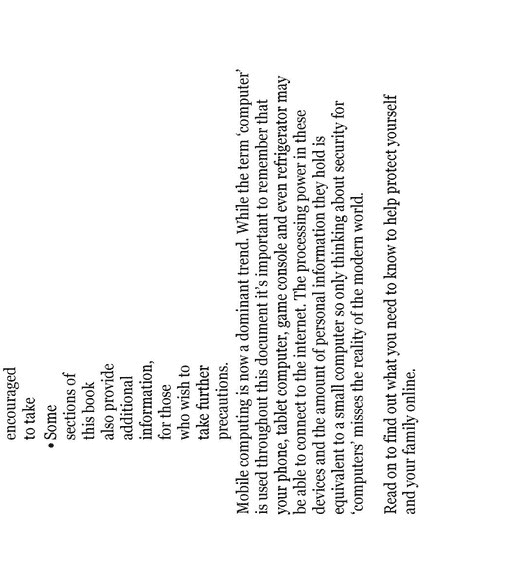 encouraged
to take
• Some
sections of
this book
also provide
additional
information,
for those
who wish to
take further
precautions.
Mobile computing is now a dominant trend. While the term ‘computer’
is used throughout this document it’s important to remember that
your phone, tablet computer, game console and even refrigerator may
be able to connect to the internet. The processing power in these
devices and the amount of personal information they hold is
equivalent to a small computer so only thinking about security for
‘computers’ misses the reality of the modern world.
Read on to find out what you need to know to help protect yourself
and your family online.